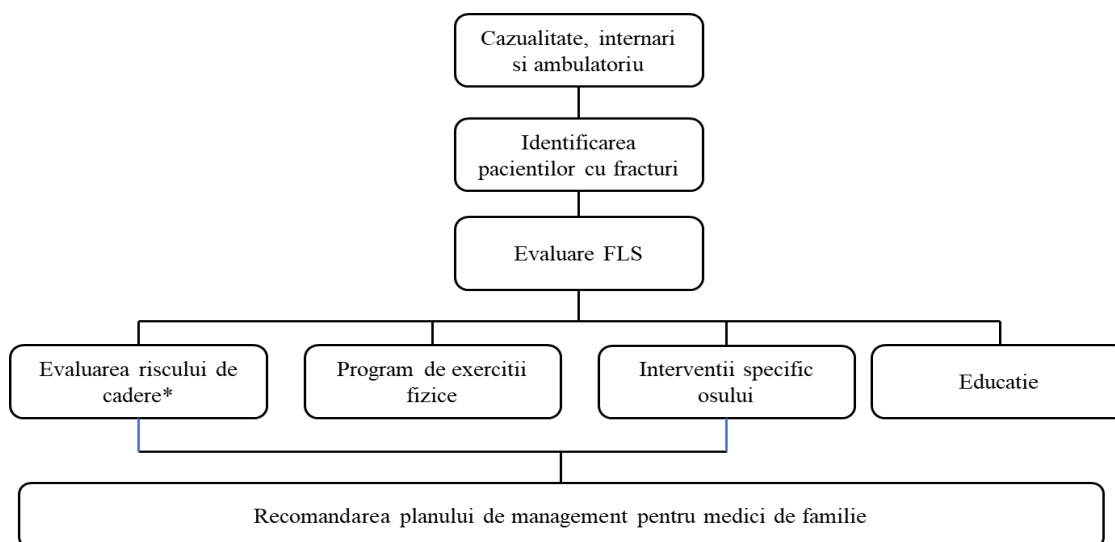 Cazualitate, internari
si ambulatoriu
Identificarea
pacientilor cu fracturi
Evaluare FLS
Evaluarea riscului de
cadere*
Program de exercitii
fizice
Interventii specific
osului
Educatie
Recomandarea planului de management pentru medici de familie